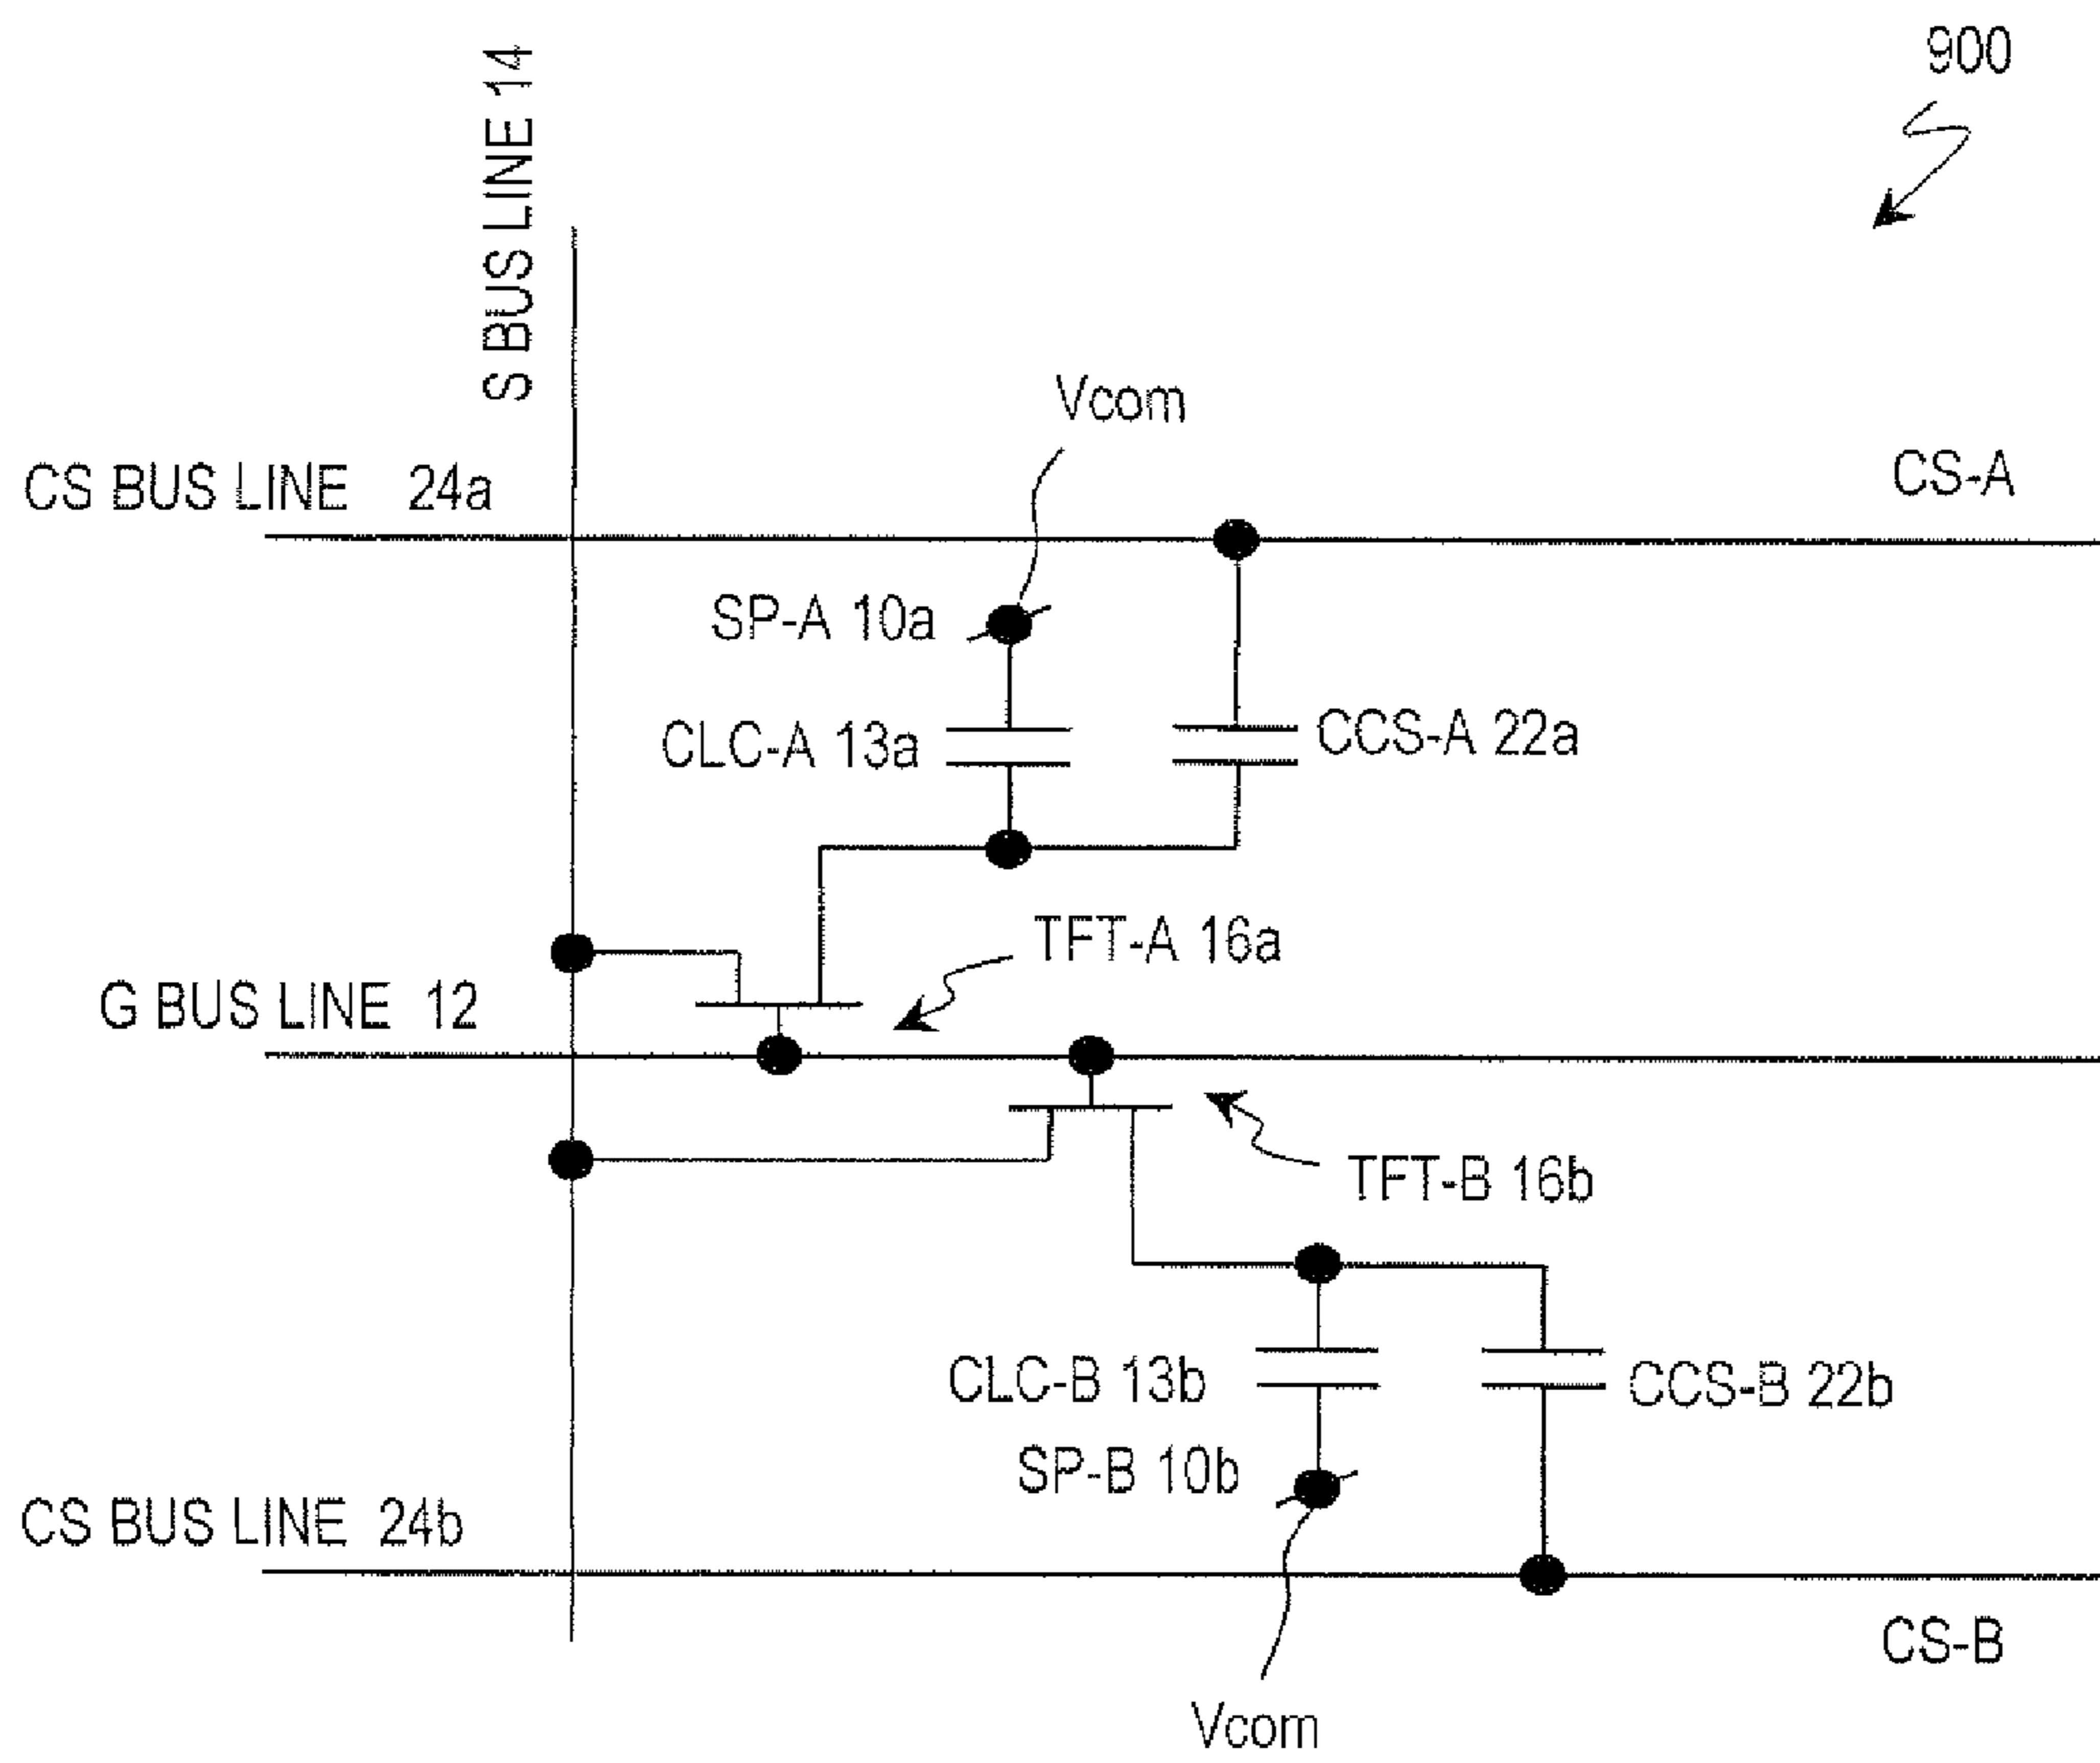 900
S BUS LINE 14
Vcom
CS BUS LINE 24a
CS-A
SP-A 10a
CLC-A 13a
CCS-A 22a
TFT-A 16a
G BUS LINE 12
TFT-B 16b
CLC-B 13b
CCS-B 22b
SP-B 10b
CS BUS LINE 24b
CS-B
Vcom